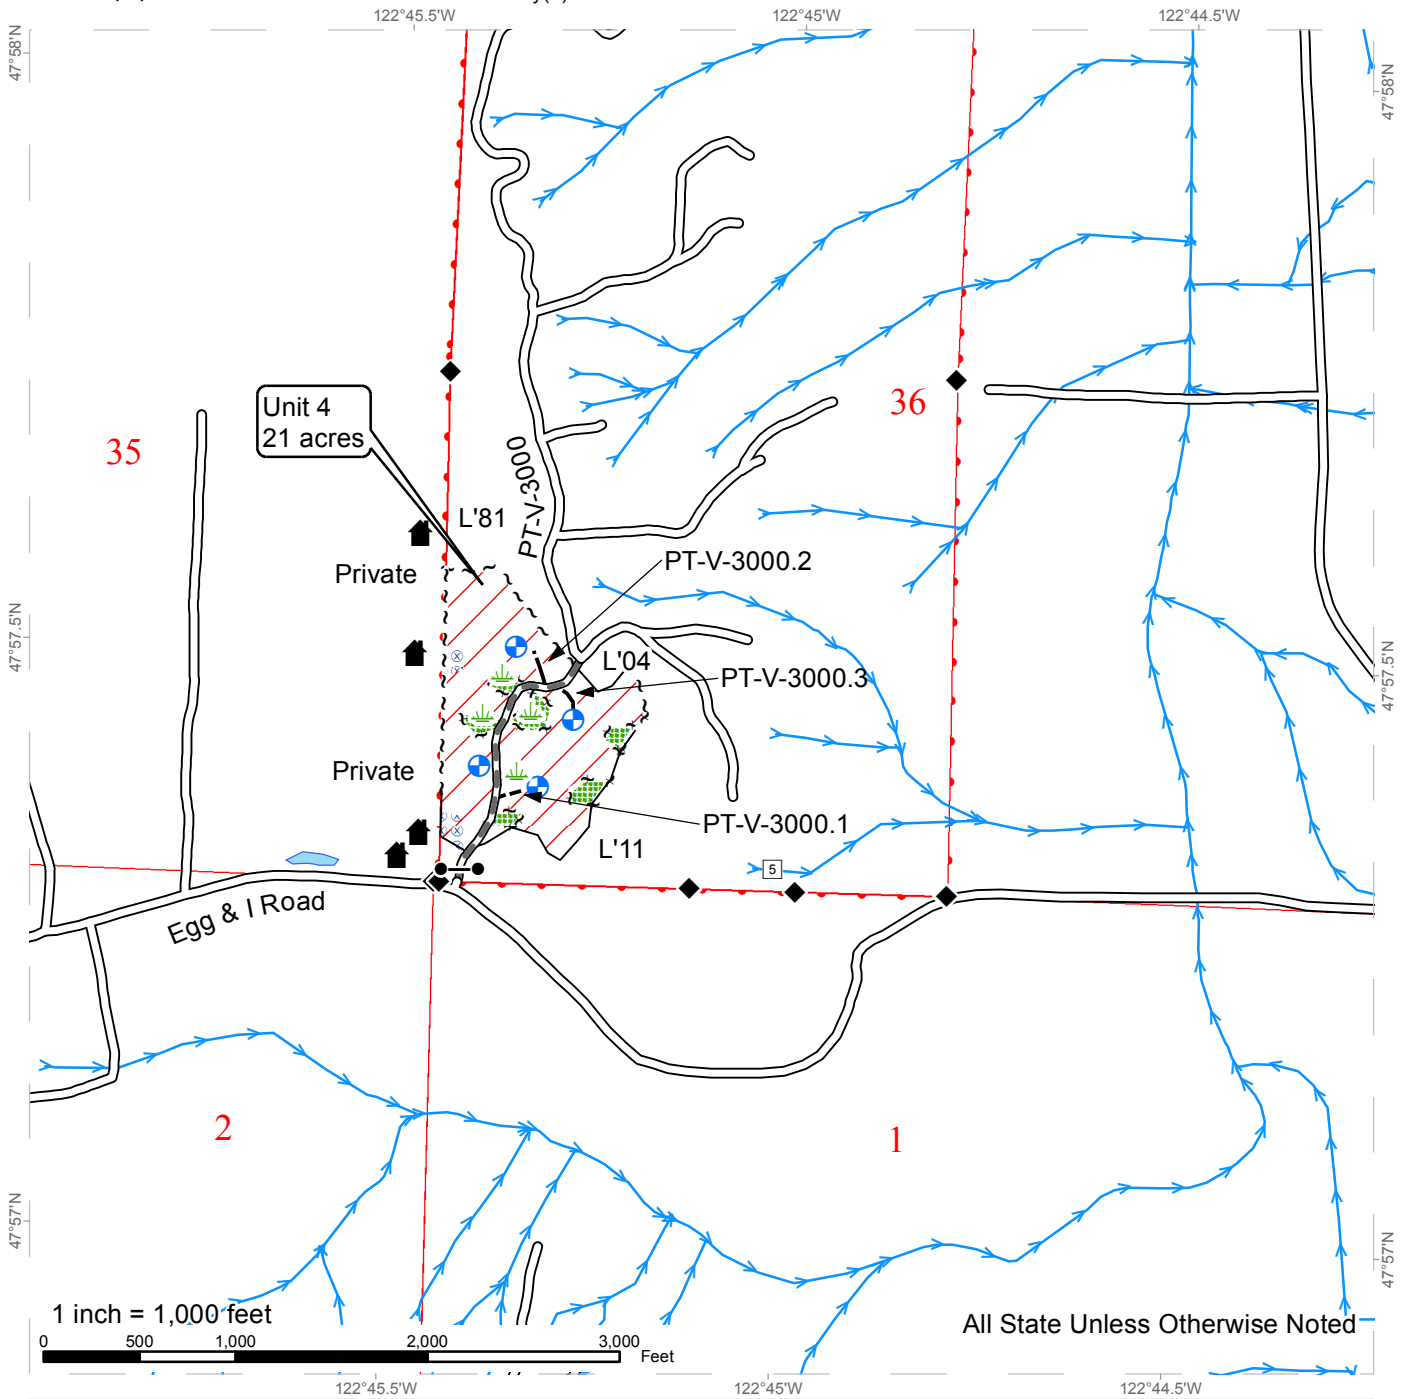 122°45.5'W
122°45'W
122°44.5'W
47°58'N
47°58'N
36
Unit 4
21 acres
35
PT-V-3000
L'81
PT-V-3000.2
Private
47°57.5'N
47°57.5'N
L'04
PT-V-3000.3
Private
PT-V-3000.1
L'11
5
Egg & I Road
2
1
47°57'N
47°57'N
1 inch = 1,000 feet
All State Unless Otherwise Noted
0 500 1,000 2,000 3,000
Feet
122°45.5'W
122°45'W
122°44.5'W